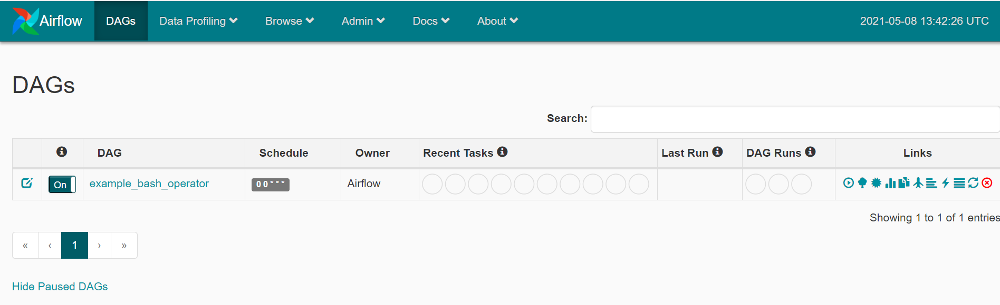 Airflow DAGs Data Profiling Browse Admin Docs About 2021-05-08 13:42:26 UTC
DAGs
Search:
DAG Schedule Owner Recent Tasks Last Run DAG Runs Links
On example_bash_operator 0 0 * * * Airflow
Showing 1 to 1 of 1 entries
« ‹ 1 › »
Hide Paused DAGs